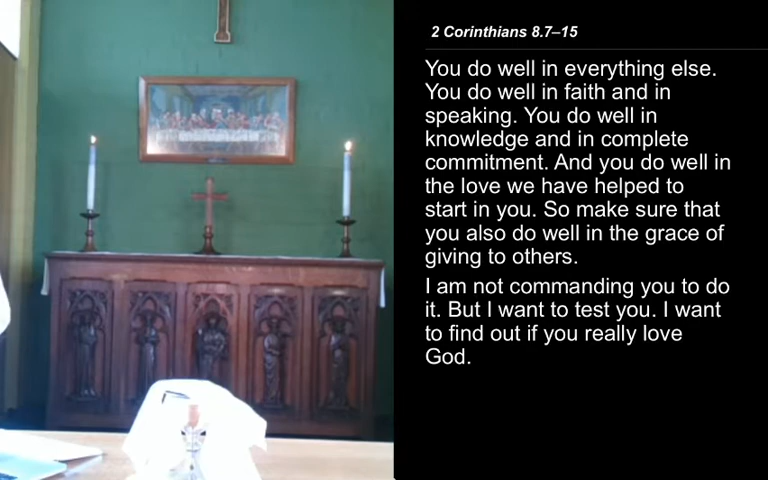 2 Corinthians 8.7–15
You do well in everything else.
You do well in faith and in
speaking. You do well in
knowledge and in complete
commitment. And you do well in
the love we have helped to
start in you. So make sure that
you also do well in the grace of
giving to others.
I am not commanding you to do
it. But I want to test you. I want
to find out if you really love
God.